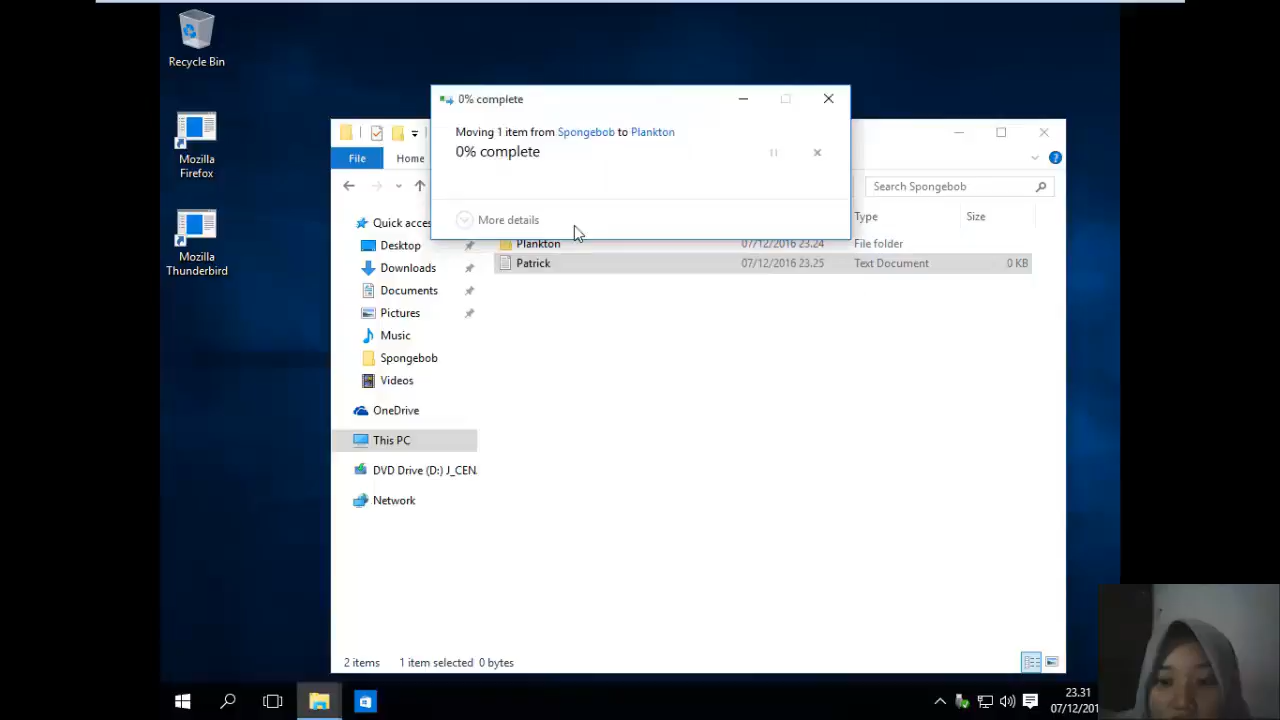 Recycle Bin
Mozilla
Firefox
Mozilla
Thunderbird
0% complete
Moving 1 item from Spongebob to Plankton
0% complete
More details
File
Home
Search Spongebob
Type
Size
Plankton
07/12/2016 23.24
File folder
Patrick
07/12/2016 23.25
Text Document
0 KB
Quick acces
Desktop
Downloads
Documents
Pictures
Music
Spongebob
Videos
OneDrive
This PC
DVD Drive (D:) J_CEN
Network
2 items
1 item selected
0 bytes
23.31
07/12/201